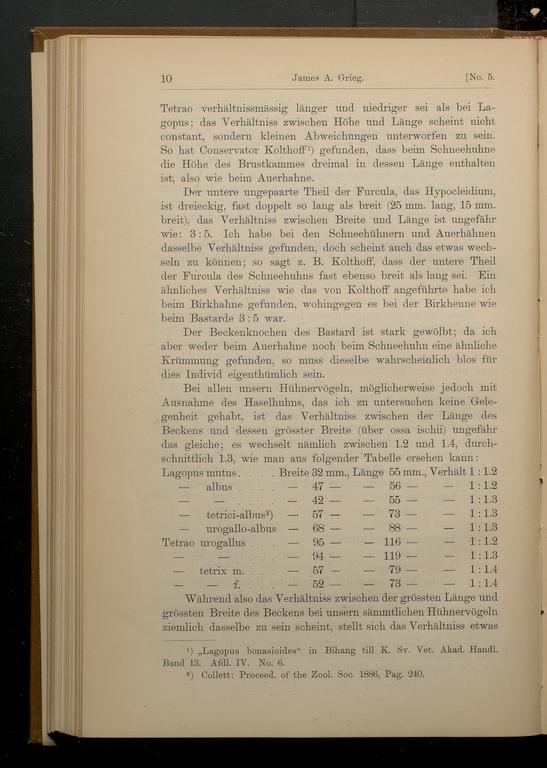 10 James A. Grieg. [No. 5.
Tetrao verhältnissmässig länger und niedriger sei als bei La-
gopus; das Verhältniss zwischen Höhe und Länge scheint nicht
constant, sondern kleinen Abweichungen unterworfen zu sein.
So hat Conservator Kolthoff¹) gefunden, dass beim Schneehuhne
die Höhe des Brustkammes dreimal in dessen Länge enthalten
ist, also wie beim Auerhahne.
Der untere ungepaarte Theil der Furcula, das Hypocleidium,
ist dreieckig, fast doppelt so lang als breit (25 mm. lang, 15 mm.
breit), das Verhältniss zwischen Breite und Länge ist ungefähr
wie: 3 : 5. Ich habe bei den Schneehühnern und Auerhähnen
dasselbe Verhältniss gefunden, doch scheint auch das etwas wech-
seln zu können; so sagt z. B. Kolthoff, dass der untere Theil
der Furcula des Schneehuhns fast ebenso breit als lang sei. Ein
ähnliches Verhältniss wie das von Kolthoff angeführte habe ich
beim Birkhahne gefunden, wohingegen es bei der Birkhenne wie
beim Bastarde 3 : 5 war.
Der Beckenknochen des Bastard ist stark gewölbt; da ich
aber weder beim Auerhahne noch beim Schneehuhn eine ähnliche
Krümmung gefunden, so muss dieselbe wahrscheinlich blos für
dies Individ eigenthümlich sein.
Bei allen unsern Hühnervögeln, möglicherweise jedoch mit
Ausnahme des Haselhuhns, das ich zu untersuchen keine Gele-
genheit gehabt, ist das Verhältniss zwischen der Länge des
Beckens und dessen grösster Breite (über ossa ischii) ungefähr
das gleiche; es wechselt nämlich zwischen 1.2 und 1.4, durch-
schnittlich 1.3, wie man aus folgender Tabelle ersehen kann:
Lagopus mutus. . . . Breite 32 mm., Länge 55 mm., Verhält 1 : 1.2
— albus . . . . — 47 — — 56 — — 1 : 1.2
— — . . . . — 42 — — 55 — — 1 : 1.3
— tetrici-albus²) — 57 — — 73 — — 1 : 1.3
— urogallo-albus — 68 — — 88 — — 1 : 1.3
Tetrao urogallus . . . — 95 — — 116 — — 1 : 1.2
— — . . . — 94 — — 119 — — 1 : 1.3
— tetrix m. . . . — 57 — — 79 — — 1 : 1.4
— — f. . . . — 52 — — 73 — — 1 : 1.4
Während also das Verhältniss zwischen der grössten Länge und
grössten Breite des Beckens bei unsern sämmtlichen Hühnervögeln
ziemlich dasselbe zu sein scheint, stellt sich das Verhältniss etwas
¹) „Lagopus bonasioides“ in Bihang till K. Sv. Vet. Akad. Handl.
Band 13. Afdl. IV. No. 6.
²) Collett: Proceed. of the Zool. Soc. 1886, Pag. 240.